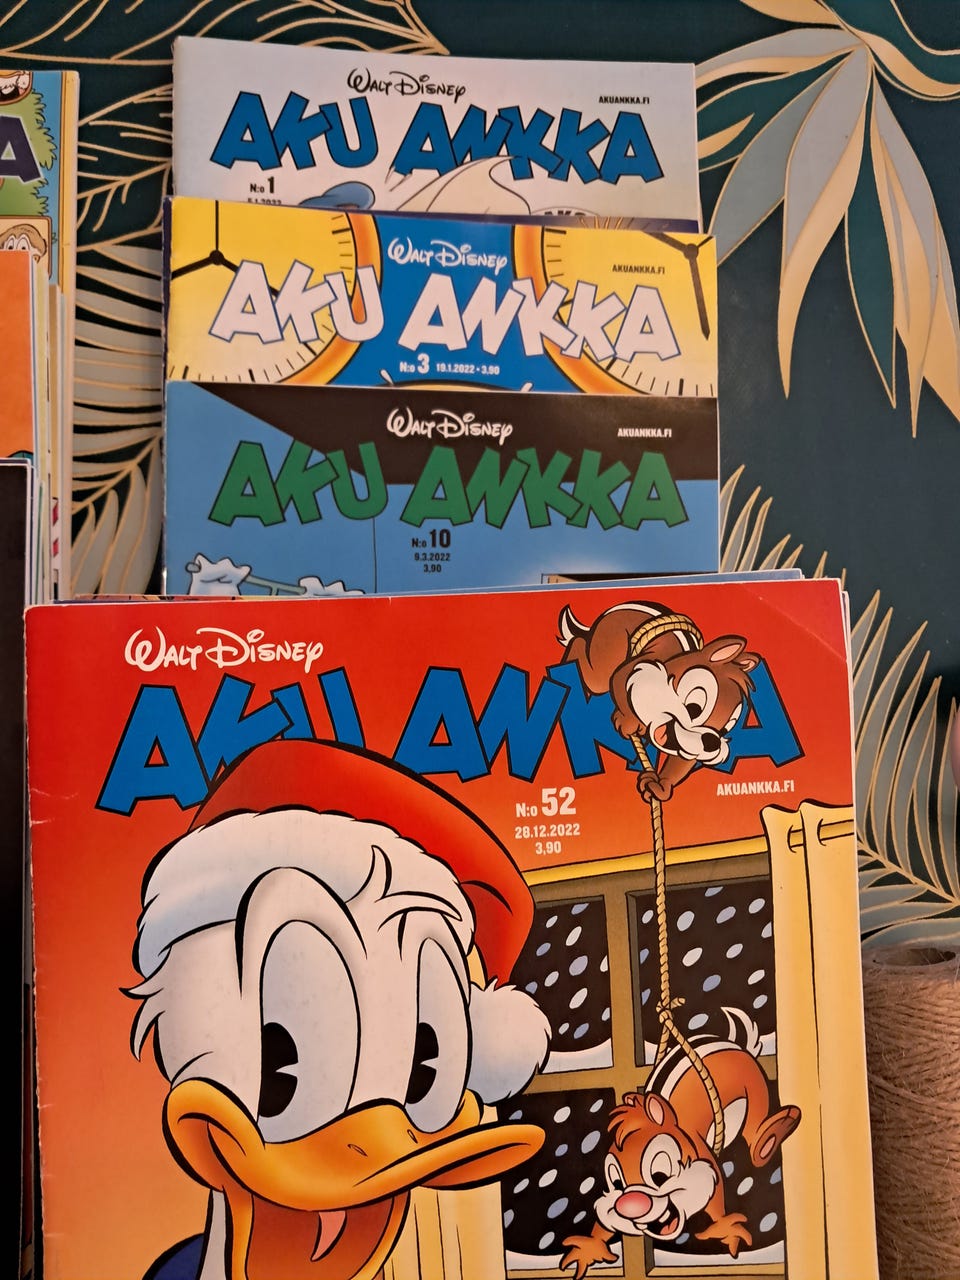 WALT DISNEY
AKUANKKA.FI
AKU ANKKA
N:o 1
WALT DISNEY
AKUANKKA.FI
AKU ANKKA
N:o 3 19.1.2022 • 3,90
WALT DISNEY
AKUANKKA.FI
AKU ANKKA
N:o 10
9.3.2022
3,90
WALT DISNEY
AKU ANKKA
AKUANKKA.FI
N:o 52
28.12.2022
3,90
A